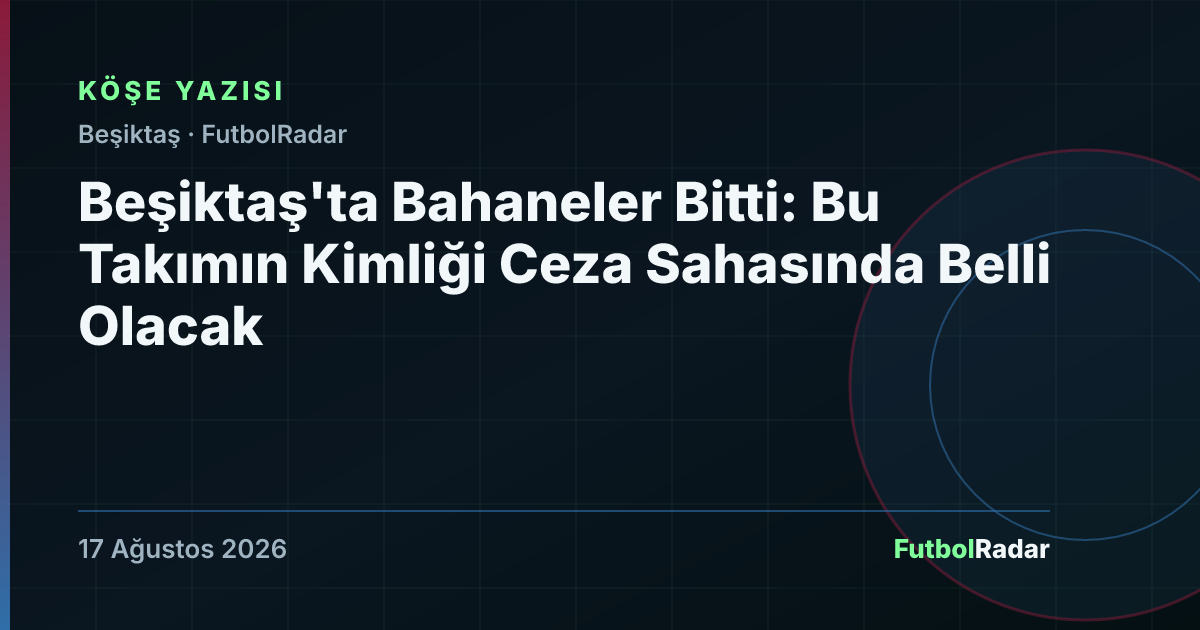 KÖŞE YAZISI
Beşiktaş · FutbolRadar
Beşiktaş'ta Bahaneler Bitti: Bu
Takımın Kimliği Ceza Sahasında Belli
Olacak
17 Ağustos 2026
FutbolRadar